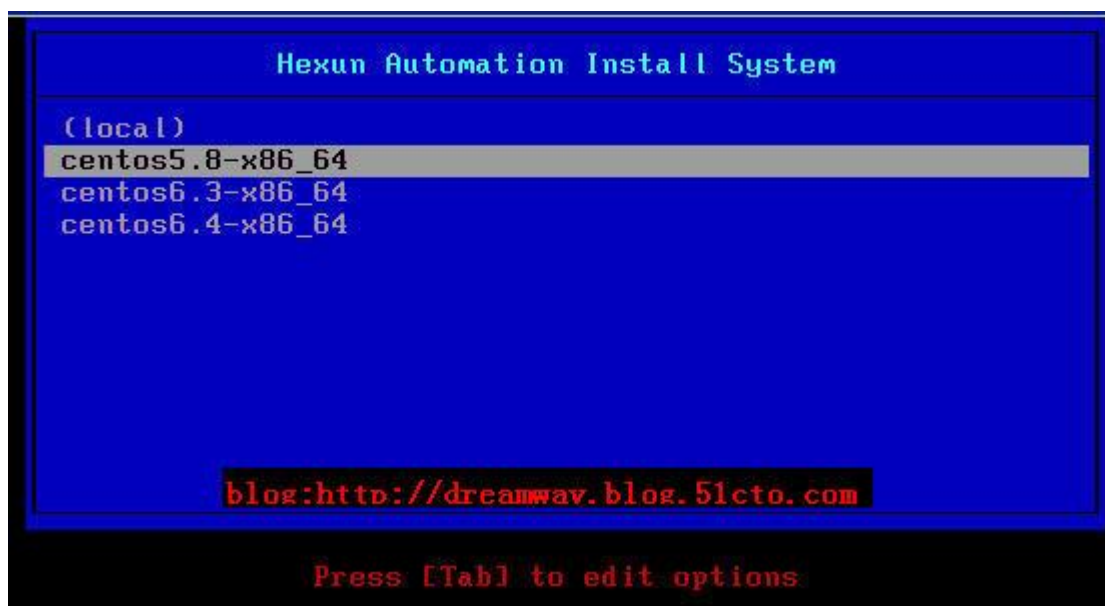 Hexun Automation Install System
(local)
centos5.8-x86_64
centos6.3-x86_64
centos6.4-x86_64
blog:http://dreamway.blog.51cto.com
Press [Tab] to edit options